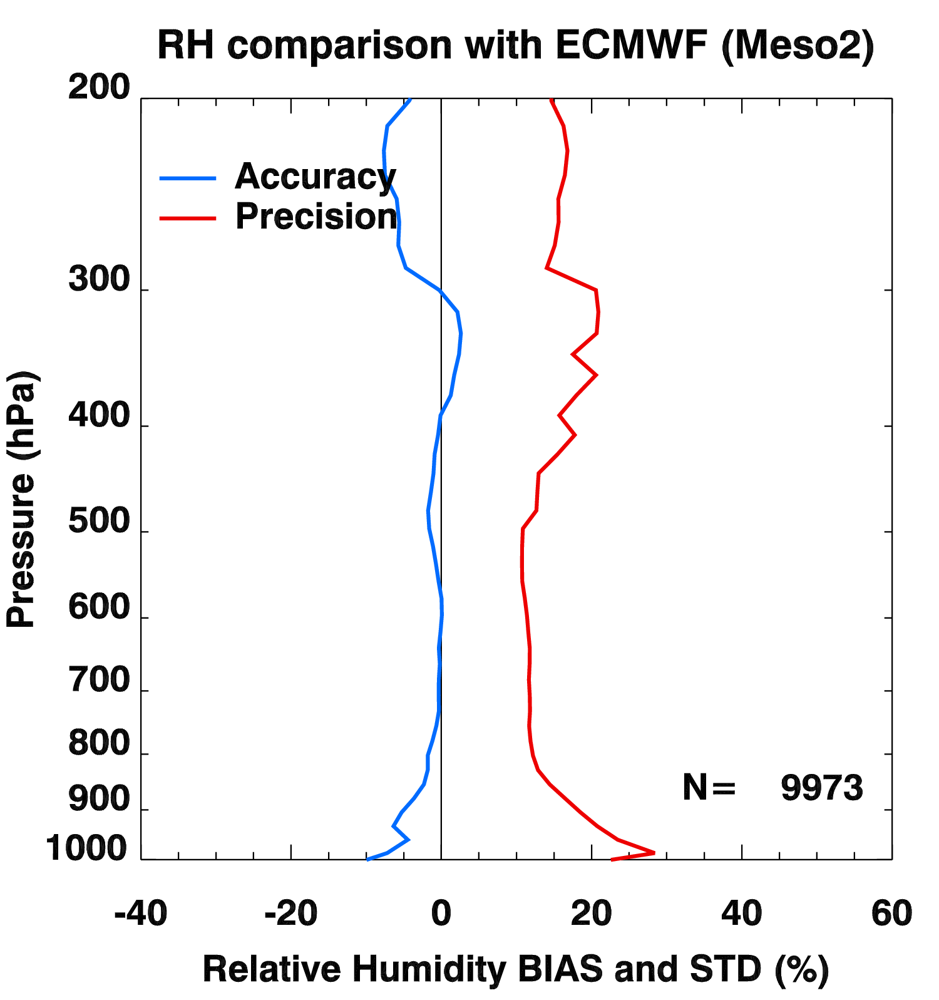 RH comparison with ECMWF (Meso2)
200
300
400
500
600
700
800
900
1000
Pressure (hPa)
Accuracy
Precision
N= 9973
-40 -20 0 20 40 60
Relative Humidity BIAS and STD (%)